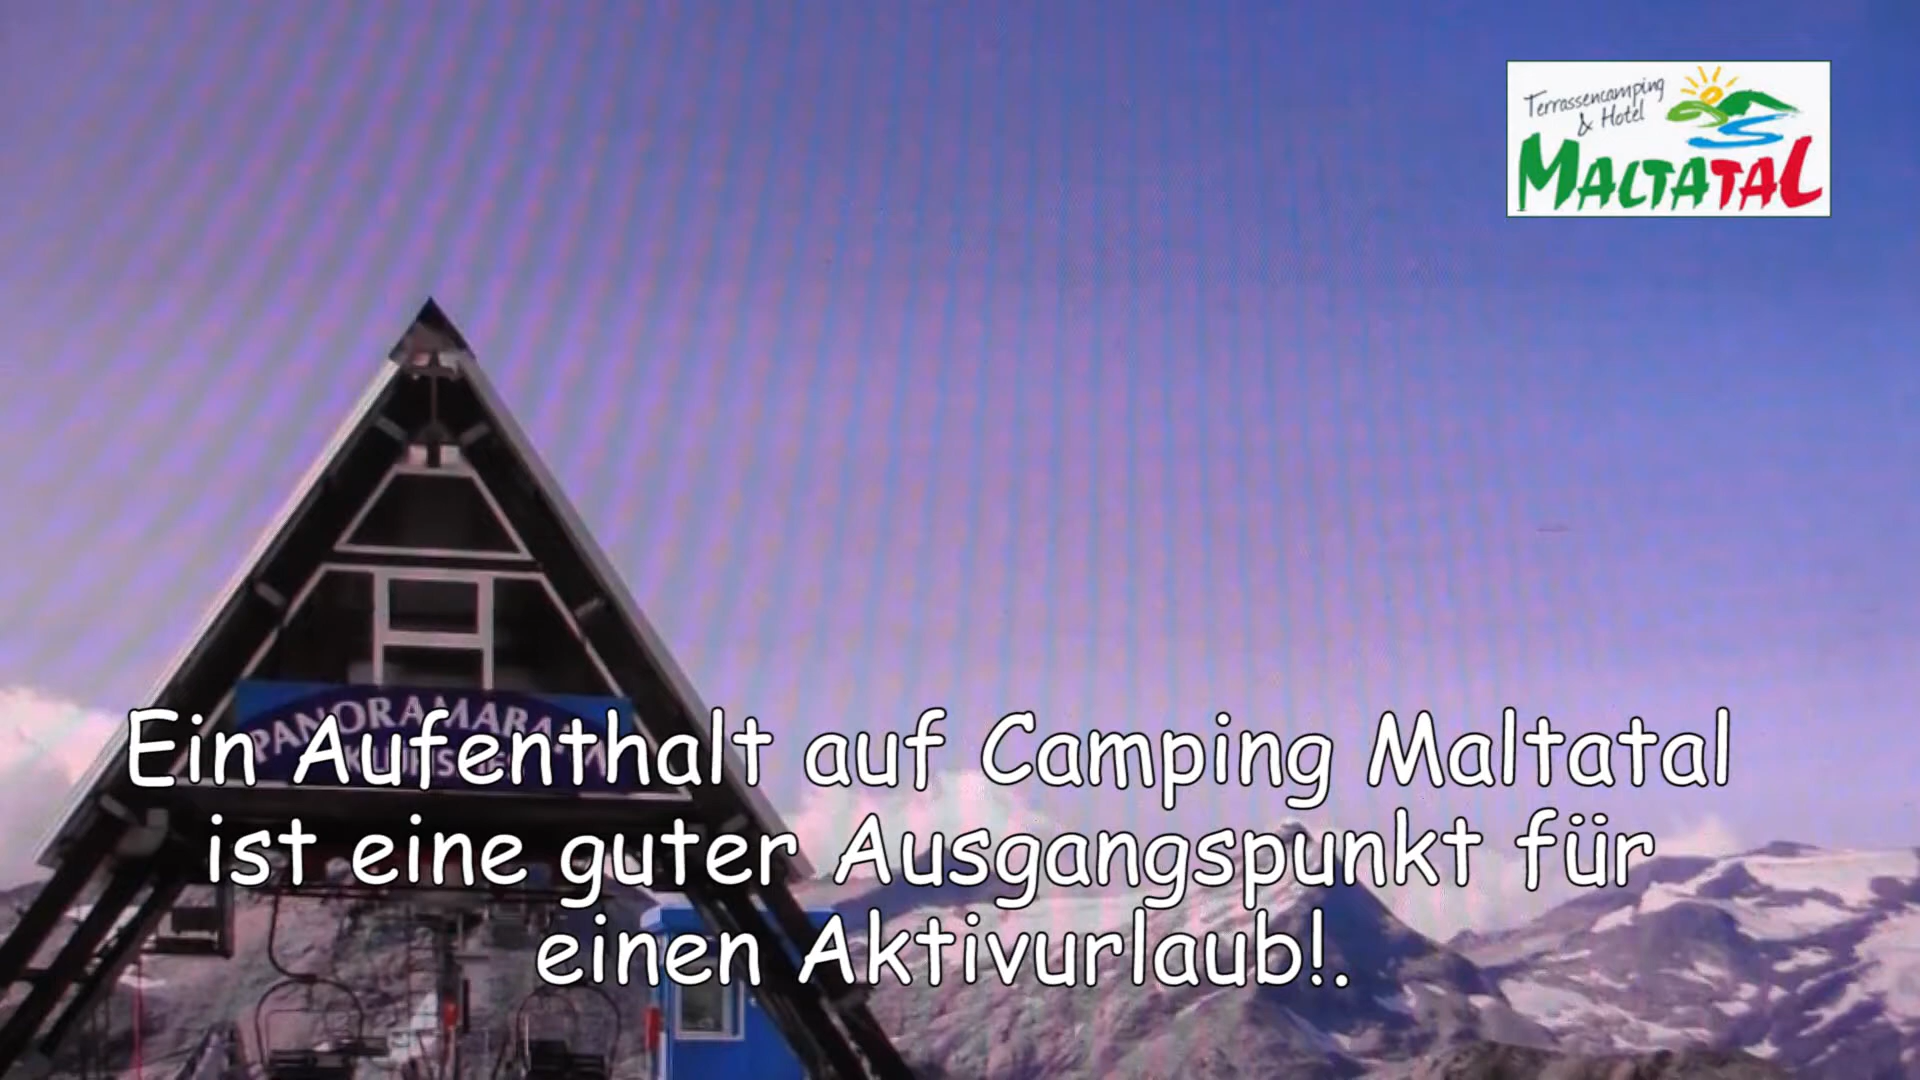 Terrassencamping
& Hotel
MALTATAL
Ein Aufenthalt auf Camping Maltatal
ist eine guter Ausgangspunkt für
einen Aktivurlaub!.